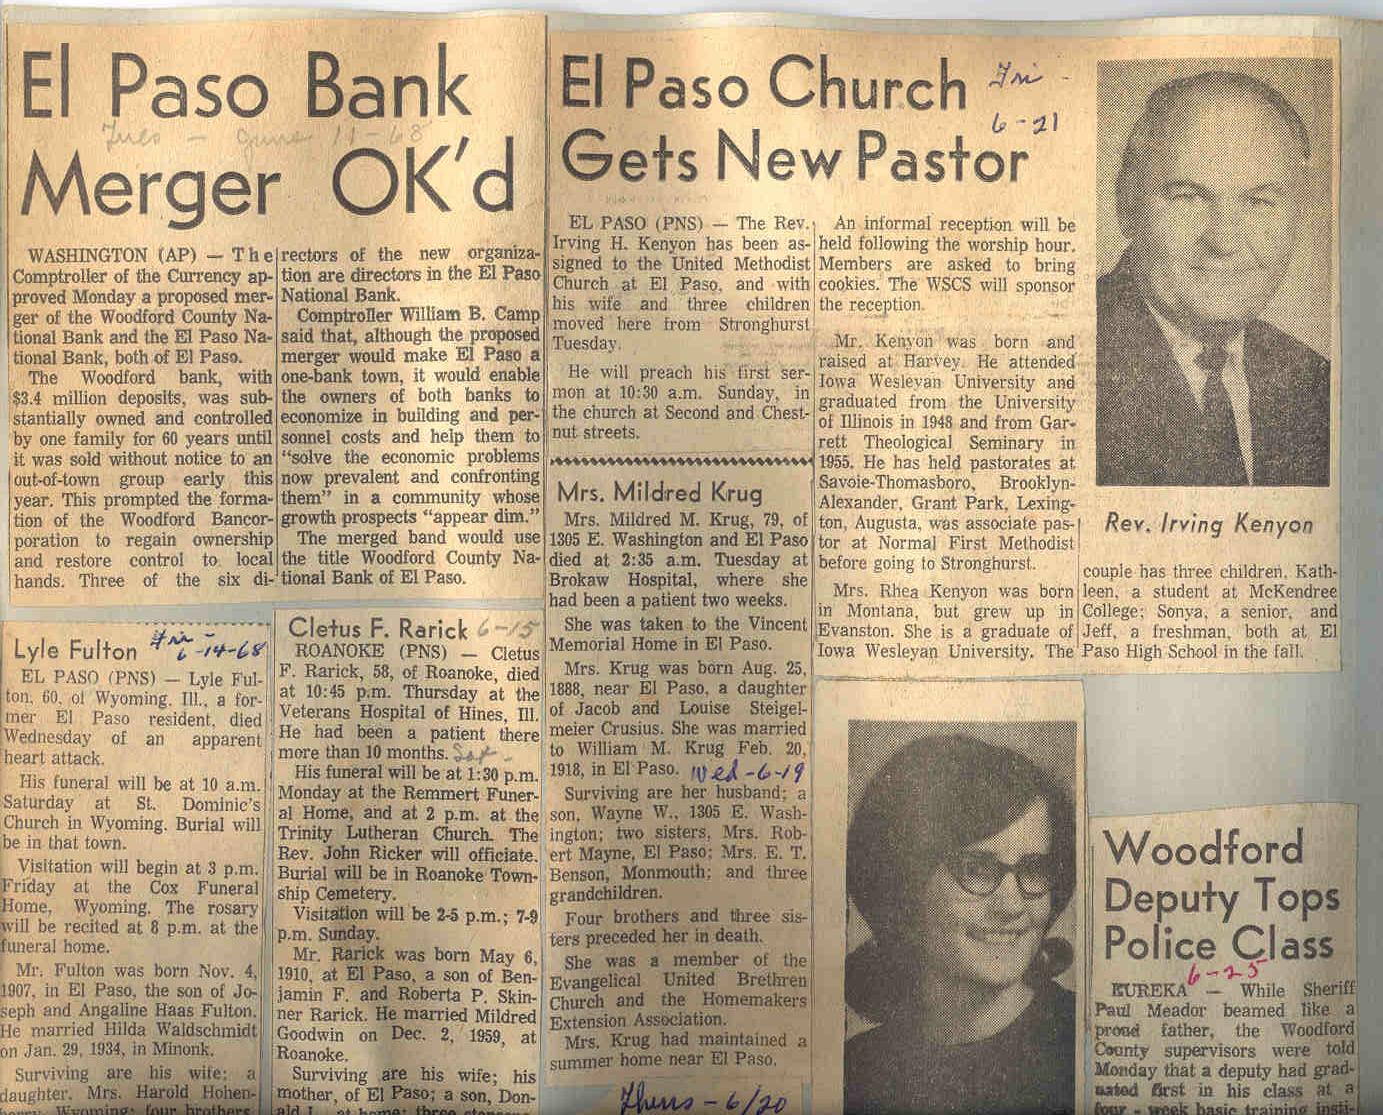 El Paso Bank
Tues - June 11-68
Merger OK'd
WASHINGTON (AP) — The
Comptroller of the Currency ap-
proved Monday a proposed mer-
ger of the Woodford County Na-
tional Bank and the El Paso Na-
tional Bank, both of El Paso.
The Woodford bank, with
$3.4 million deposits, was sub-
stantially owned and controlled
by one family for 60 years until
it was sold without notice to an
out-of-town group early this
year. This prompted the forma-
tion of the Woodford Bancor-
poration to regain ownership
and restore control to local
hands. Three of the six di-
rectors of the new organiza-
tion are directors in the El Paso
National Bank.
Comptroller William B. Camp
said that, although the proposed
merger would make El Paso a
one-bank town, it would enable
the owners of both banks to
economize in building and per-
sonnel costs and help them to
"solve the economic problems
now prevalent and confronting
them" in a community whose
growth prospects "appear dim."
The merged band would use
the title Woodford County Na-
tional Bank of El Paso.
El Paso Church
Gets New Pastor
Fri -
6-21
EL PASO (PNS) — The Rev.
Irving H. Kenyon has been as-
signed to the United Methodist
Church at El Paso, and with
his wife and three children
moved here from Stronghurst
Tuesday.
He will preach his first ser-
mon at 10:30 a.m. Sunday, in
the church at Second and Chest-
nut streets.
An informal reception will be
held following the worship hour.
Members are asked to bring
cookies. The WSCS will sponsor
the reception.
Mr. Kenyon was born and
raised at Harvey. He attended
Iowa Wesleyan University and
graduated from the University
of Illinois in 1948 and from Gar-
rett Theological Seminary in
1955. He has held pastorates at
Savoie-Thomasboro, Brooklyn-
Alexander, Grant Park, Lexing-
ton, Augusta, was associate pas-
tor at Normal First Methodist
before going to Stronghurst.
Mrs. Rhea Kenyon was born
in Montana, but grew up in
Evanston. She is a graduate of
Iowa Wesleyan University. The
Rev. Irving Kenyon
couple has three children, Kath-
leen, a student at McKendree
College; Sonya, a senior, and
Jeff, a freshman, both at El
Paso High School in the fall.
Lyle Fulton
Fri -
6-14-68
EL PASO (PNS) — Lyle Ful-
ton, 60, of Wyoming, Ill., a for-
mer El Paso resident, died
Wednesday of an apparent
heart attack.
His funeral will be at 10 a.m.
Saturday at St. Dominic's
Church in Wyoming. Burial will
be in that town.
Visitation will begin at 3 p.m.
Friday at the Cox Funeral
Home, Wyoming. The rosary
will be recited at 8 p.m. at the
funeral home.
Mr. Fulton was born Nov. 4,
1907, in El Paso, the son of Jo-
seph and Angaline Haas Fulton.
He married Hilda Waldschmidt
on Jan. 29, 1934, in Minonk.
Surviving are his wife; a
daughter, Mrs. Harold Hohen-
Wyoming; four brothers,
Cletus F. Rarick 6-15
ROANOKE (PNS) — Cletus
F. Rarick, 58, of Roanoke, died
at 10:45 p.m. Thursday at the
Veterans Hospital of Hines, Ill.
He had been a patient there
more than 10 months. Sat -
His funeral will be at 1:30 p.m.
Monday at the Remmert Funer-
al Home, and at 2 p.m. at the
Trinity Lutheran Church. The
Rev. John Ricker will officiate.
Burial will be in Roanoke Town-
ship Cemetery.
Visitation will be 2-5 p.m.; 7-9
p.m. Sunday.
Mr. Rarick was born May 6,
1910, at El Paso, a son of Ben-
jamin F. and Roberta P. Skin-
ner Rarick. He married Mildred
Goodwin on Dec. 2, 1959, at
Roanoke.
Surviving are his wife; his
mother, of El Paso; a son, Don-
ald L., at home; three
Mrs. Mildred Krug
Mrs. Mildred M. Krug, 79, of
1305 E. Washington and El Paso
died at 2:35 a.m. Tuesday at
Brokaw Hospital, where she
had been a patient two weeks.
She was taken to the Vincent
Memorial Home in El Paso.
Mrs. Krug was born Aug. 25,
1888, near El Paso, a daughter
of Jacob and Louise Steigel-
meier Crusius. She was married
to William M. Krug Feb. 20,
1918, in El Paso. Wed-6-19
Surviving are her husband; a
son, Wayne W., 1305 E. Wash-
ington; two sisters, Mrs. Rob-
ert Mayne, El Paso; Mrs. E. T.
Benson, Monmouth; and three
grandchildren.
Four brothers and three sis-
ters preceded her in death.
She was a member of the
Evangelical United Brethren
Church and the Homemakers
Extension Association.
Mrs. Krug had maintained a
summer home near El Paso.
Thurs - 6/20
Woodford
Deputy Tops
Police Class
6-25
EUREKA — While Sheriff
Paul Meador beamed like a
proud father, the Woodford
County supervisors were told
Monday that a deputy had grad-
uated first in his class at a
four-week basic training insti-